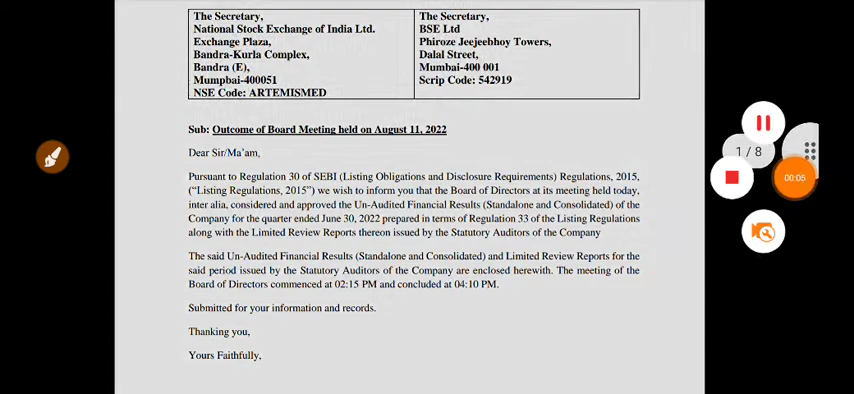 The Secretary,
National Stock Exchange of India Ltd.
Exchange Plaza,
Bandra-Kurla Complex,
Bandra (E),
Mumpbai-400051
NSE Code: ARTEMISMED
The Secretary,
BSE Ltd
Phiroze Jeejeebhoy Towers,
Dalal Street,
Mumbai-400 001
Scrip Code: 542919
Sub: Outcome of Board Meeting held on August 11, 2022
Dear Sir/Ma'am,
Pursuant to Regulation 30 of SEBI (Listing Obligations and Disclosure Requirements) Regulations, 2015,
("Listing Regulations, 2015") we wish to inform you that the Board of Directors at its meeting held today,
inter alia, considered and approved the Un-Audited Financial Results (Standalone and Consolidated) of
the Company for the quarter ended June 30, 2022 prepared in terms of Regulation 33 of the Listing Regulations
along with the Limited Review Reports thereon issued by the Statutory Auditors of the Company
The said Un-Audited Financial Results (Standalone and Consolidated) and Limited Review Reports for the
said period issued by the Statutory Auditors of the Company are enclosed herewith. The meeting of the
Board of Directors commenced at 02:15 PM and concluded at 04:10 PM.
Submitted for your information and records.
Thanking you,
Yours Faithfully,
1 / 8
00:05